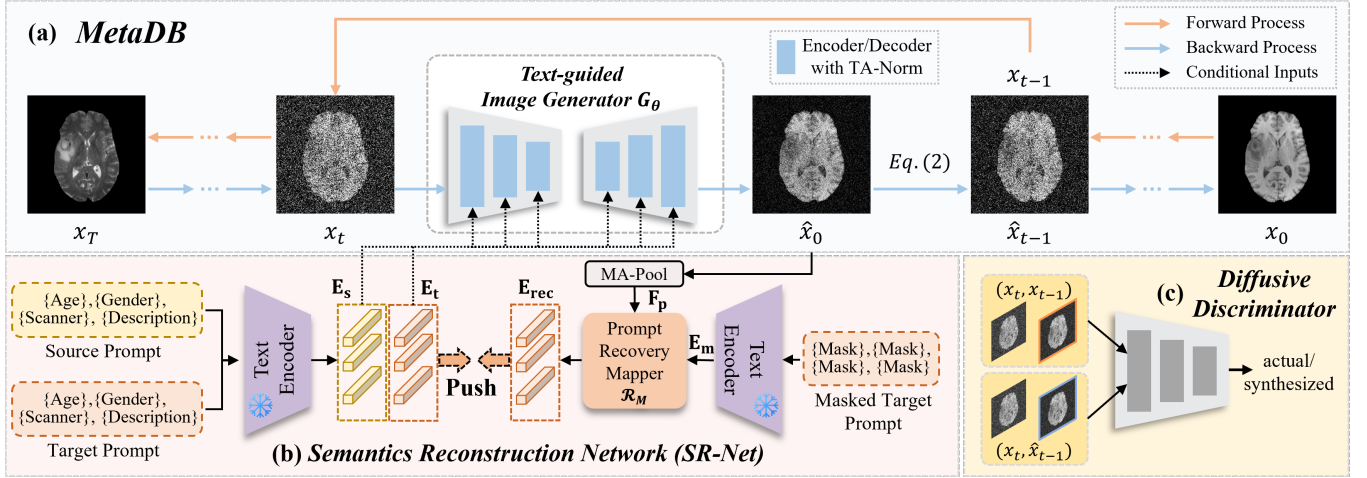 (a) MetaDB
Text-guided
Image Generator G_θ
Encoder/Decoder
with TA-Norm
Forward Process
Backward Process
Conditional Inputs
x_{t−1}
...
...
...
...
Eq.(2)
x_T
x_t
x̂_0
x̂_{t−1}
x_0
{Age},{Gender},
{Scanner}, {Description}
Source Prompt
{Age},{Gender},
{Scanner}, {Description}
Target Prompt
Text
Encoder
E_s
E_t
Push
E_rec
MA-Pool
F_p
Prompt
Recovery
Mapper
ℛ_M
E_m
Text
Encoder
{Mask},{Mask},
{Mask}, {Mask}
Masked Target
Prompt
(b) Semantics Reconstruction Network (SR-Net)
(c)
Diffusive
Discriminator
(x_t, x_{t−1})
(x_t, x̂_{t−1})
actual/
synthesized